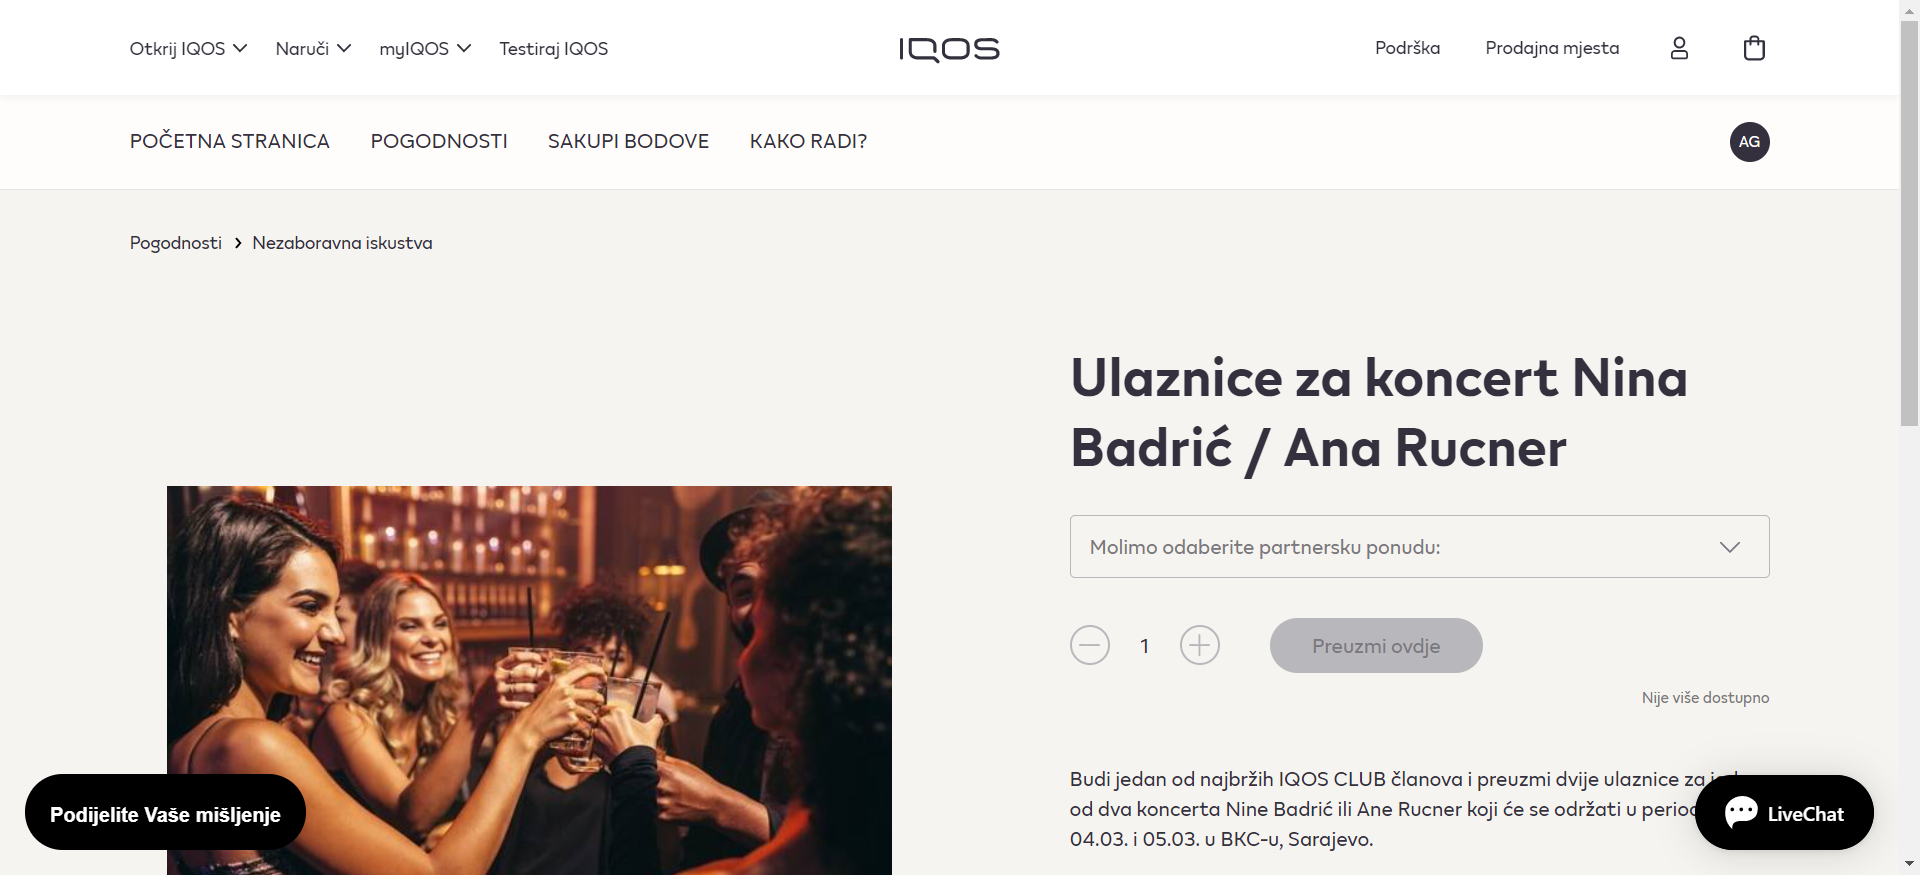 Otkrij IQOS
Naruči
myIQOS
Testiraj IQOS
IQOS
Podrška
Prodajna mjesta
POČETNA STRANICA
POGODNOSTI
SAKUPI BODOVE
KAKO RADI?
AG
Pogodnosti
Nezaboravna iskustva
Ulaznice za koncert Nina
Badrić / Ana Rucner
Molimo odaberite partnersku ponudu:
1
Preuzmi ovdje
Nije više dostupno
Budi jedan od najbržih IQOS CLUB članova i preuzmi dvije ulaznice za
od dva koncerta Nine Badrić ili Ane Rucner koji će se održati u
04.03. i 05.03. u BKC-u, Sarajevo.
Podijelite Vaše mišljenje
LiveChat